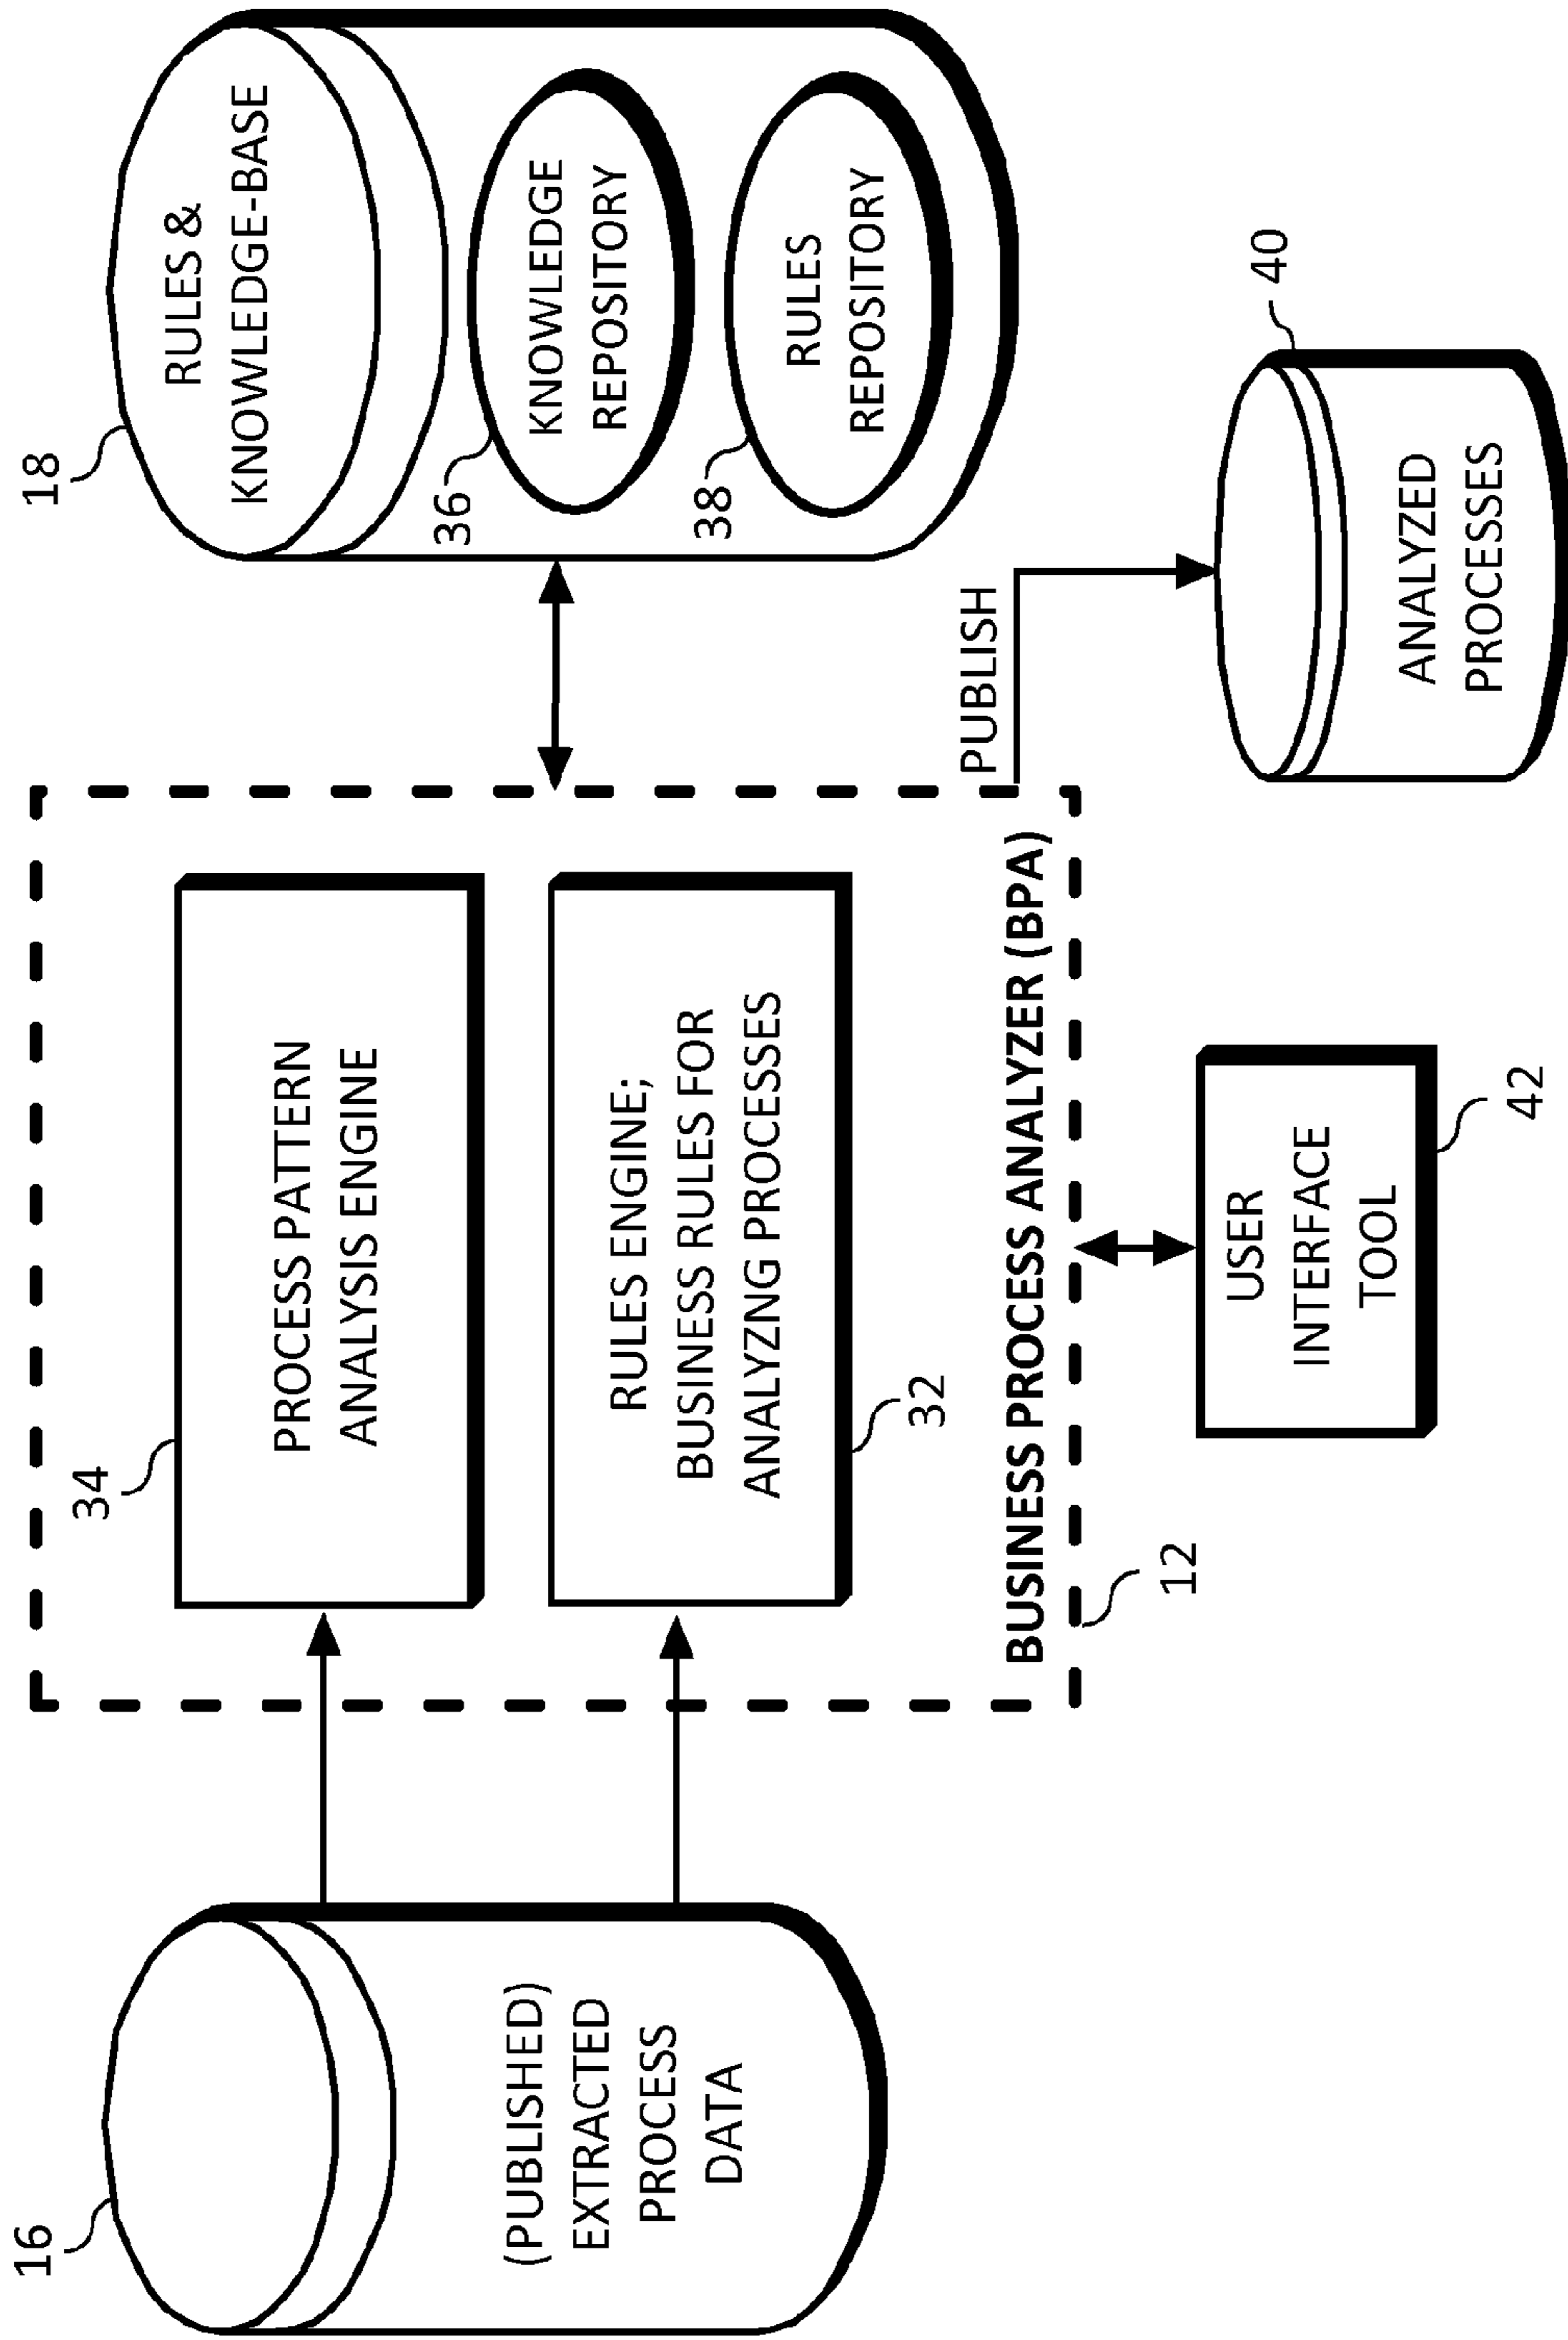 16
(PUBLISHED)
EXTRACTED
PROCESS
DATA
34
PROCESS PATTERN
ANALYSIS ENGINE
RULES ENGINE;
BUSINESS RULES FOR
ANALYZNG PROCESSES
32
BUSINESS PROCESS ANALYZER (BPA)
12
USER
INTERFACE
TOOL
42
18
RULES &
KNOWLEDGE-BASE
36
KNOWLEDGE
REPOSITORY
38
RULES
REPOSITORY
PUBLISH
40
ANALYZED
PROCESSES